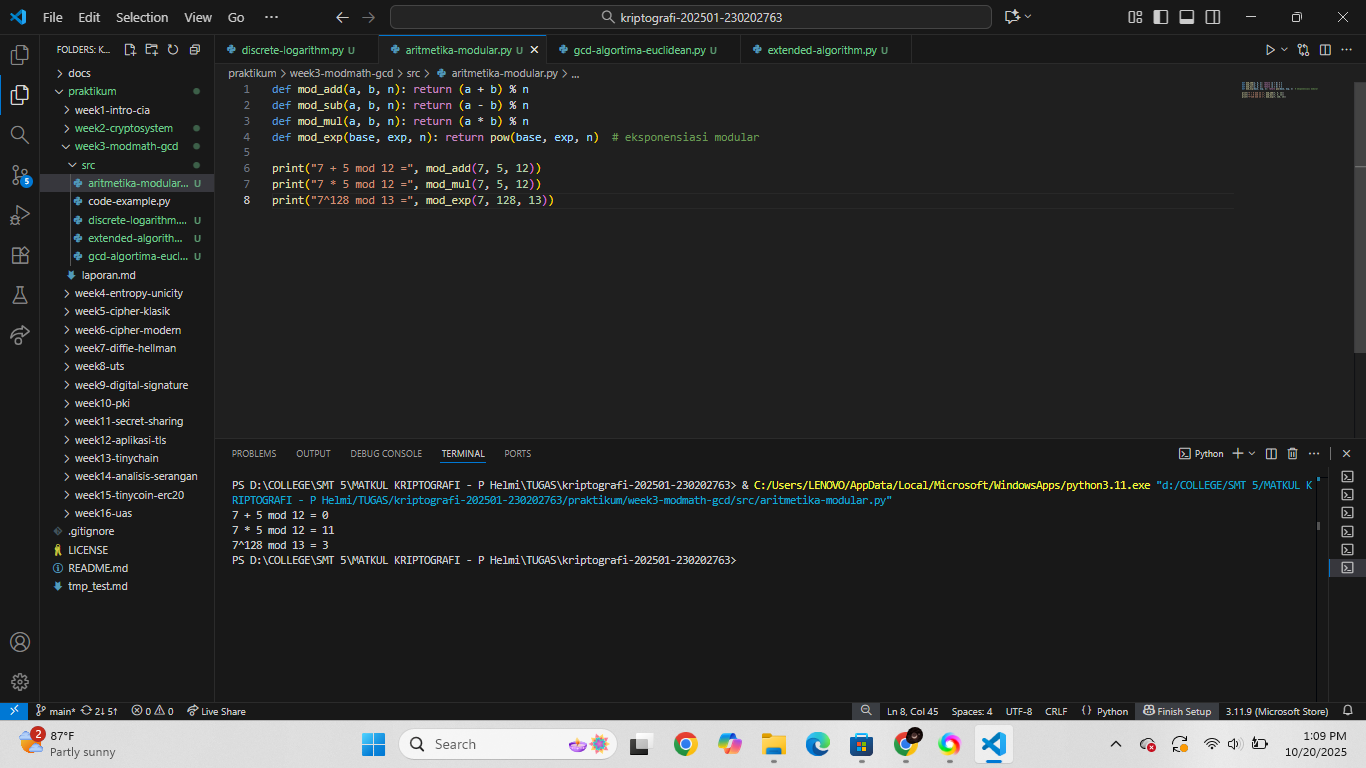 File Edit Selection View Go ···
kriptografi-202501-230202763
FOLDERS: K...
docs
praktikum
week1-intro-cia
week2-cryptosystem
week3-modmath-gcd
src
aritmetika-modular... U
code-example.py
discrete-logarithm.... U
extended-algorith... U
gcd-algortima-eucl... U
laporan.md
week4-entropy-unicity
week5-cipher-klasik
week6-cipher-modern
week7-diffie-hellman
week8-uts
week9-digital-signature
week10-pki
week11-secret-sharing
week12-aplikasi-tls
week13-tinychain
week14-analisis-serangan
week15-tinycoin-erc20
week16-uas
.gitignore
LICENSE
README.md
tmp_test.md
5
discrete-logarithm.py U aritmetika-modular.py U gcd-algortima-euclidean.py U extended-algorithm.py U
praktikum > week3-modmath-gcd > src > aritmetika-modular.py > ...
1 def mod_add(a, b, n): return (a + b) % n
2 def mod_sub(a, b, n): return (a - b) % n
3 def mod_mul(a, b, n): return (a * b) % n
4 def mod_exp(base, exp, n): return pow(base, exp, n)  # eksponensiasi modular
5
6 print("7 + 5 mod 12 =", mod_add(7, 5, 12))
7 print("7 * 5 mod 12 =", mod_mul(7, 5, 12))
8 print("7^128 mod 13 =", mod_exp(7, 128, 13))
PROBLEMS OUTPUT DEBUG CONSOLE TERMINAL PORTS
Python
PS D:\COLLEGE\SMT 5\MATKUL KRIPTOGRAFI - P Helmi\TUGAS\kriptografi-202501-230202763> & C:/Users/LENOVO/AppData/Local/Microsoft/WindowsApps/python3.11.exe "d:/COLLEGE/SMT 5/MATKUL K
RIPTOGRAFI - P Helmi/TUGAS/kriptografi-202501-230202763/praktikum/week3-modmath-gcd/src/aritmetika-modular.py"
7 + 5 mod 12 = 0
7 * 5 mod 12 = 11
7^128 mod 13 = 3
PS D:\COLLEGE\SMT 5\MATKUL KRIPTOGRAFI - P Helmi\TUGAS\kriptografi-202501-230202763>
main* 2↓ 5↑ 0 0 Live Share Ln 8, Col 45 Spaces: 4 UTF-8 CRLF {} Python Finish Setup 3.11.9 (Microsoft Store)
2 87°F
Partly sunny
Search
1:09 PM
10/20/2025